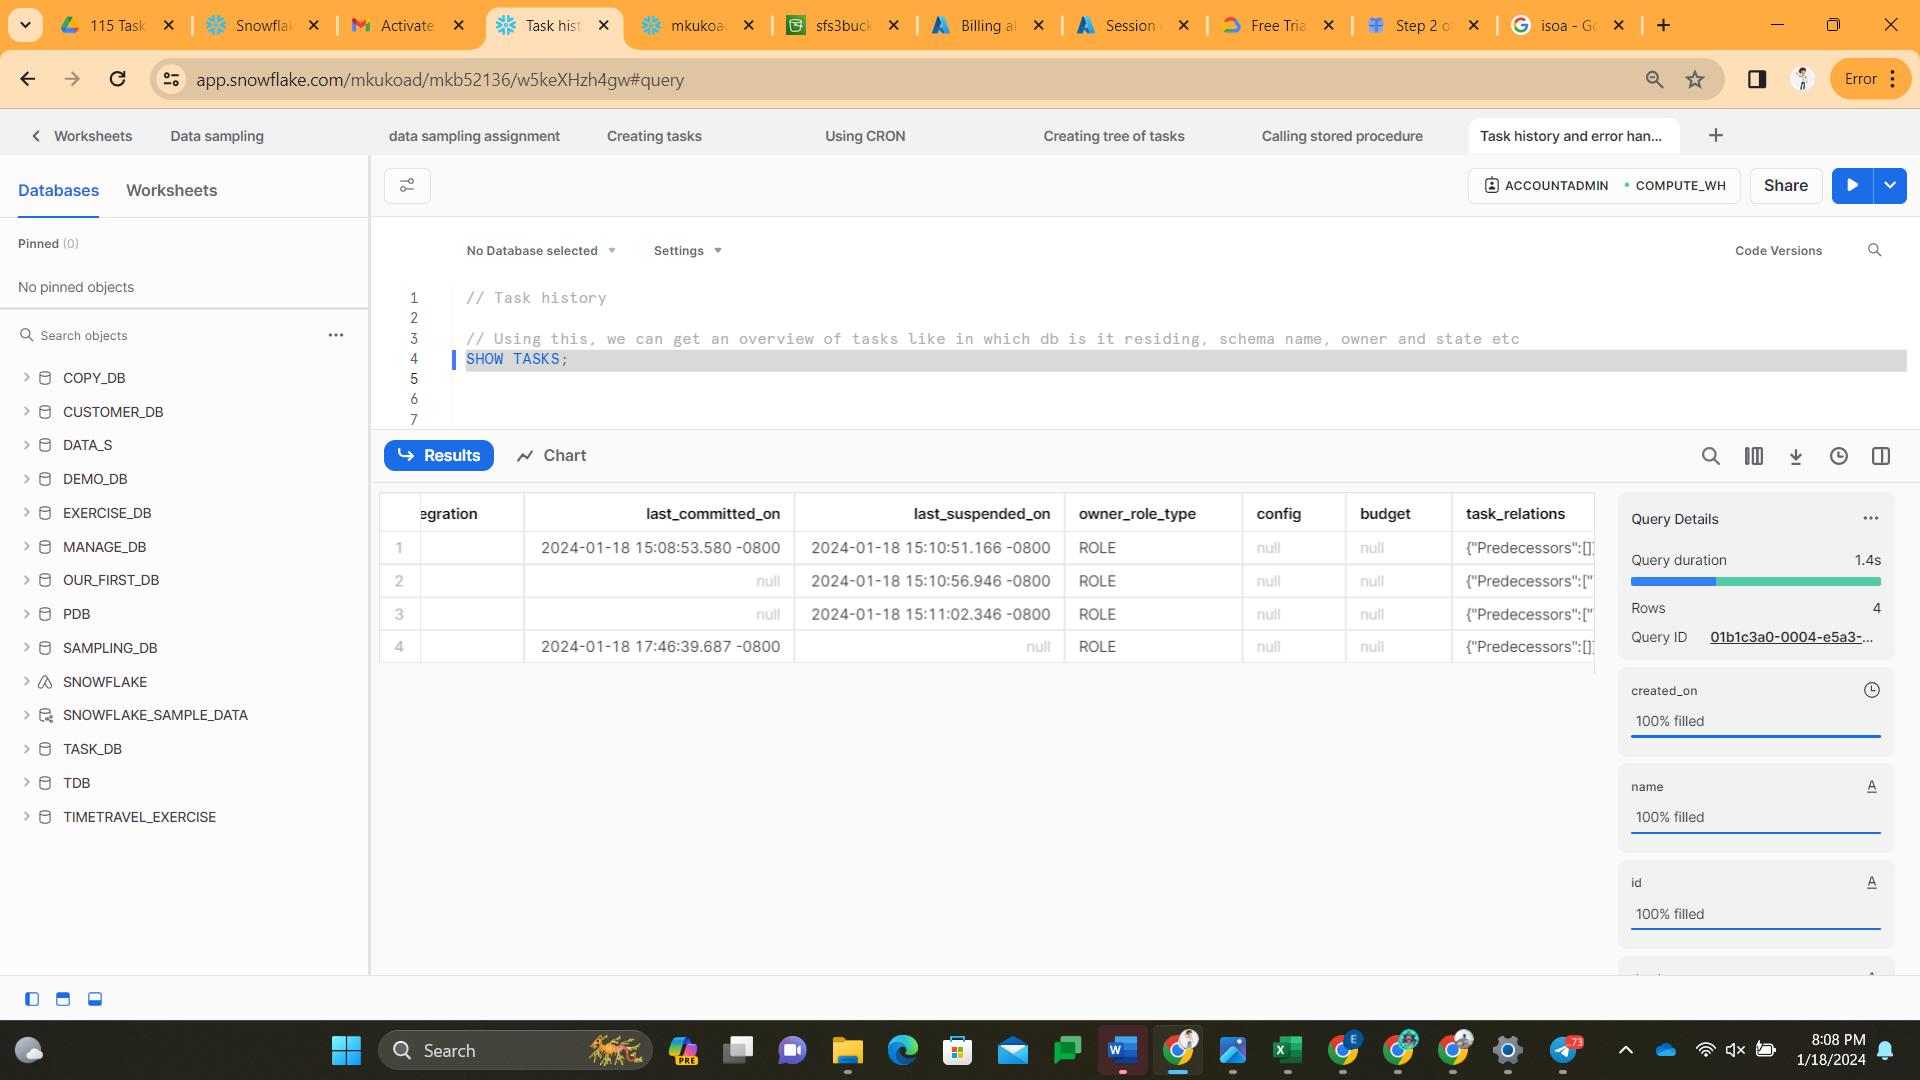 115 Task
Snowflak
Activate
Task hist
mkukoad
sfs3buck
Billing al
Session
Free Tria
Step 2 o
isoa - Go
app.snowflake.com/mkukoad/mkb52136/w5keXHzh4gw#query
Error
Worksheets
Data sampling
data sampling assignment
Creating tasks
Using CRON
Creating tree of tasks
Calling stored procedure
Task history and error han...
Databases
Worksheets
ACCOUNTADMIN
COMPUTE_WH
Share
Pinned (0)
No pinned objects
No Database selected
Settings
Code Versions
Search objects
COPY_DB
CUSTOMER_DB
DATA_S
DEMO_DB
EXERCISE_DB
MANAGE_DB
OUR_FIRST_DB
PDB
SAMPLING_DB
SNOWFLAKE
SNOWFLAKE_SAMPLE_DATA
TASK_DB
TDB
TIMETRAVEL_EXERCISE
1 // Task history
2
3 // Using this, we can get an overview of tasks like in which db is it residing, schema name, owner and state etc
4 SHOW TASKS;
5
6
7
Results
Chart
egration last_committed_on last_suspended_on owner_role_type config budget task_relations
1 2024-01-18 15:08:53.580 -0800 2024-01-18 15:10:51.166 -0800 ROLE null null {"Predecessors":[]}
2 null 2024-01-18 15:10:56.946 -0800 ROLE null null {"Predecessors":["
3 null 2024-01-18 15:11:02.346 -0800 ROLE null null {"Predecessors":["
4 2024-01-18 17:46:39.687 -0800 null ROLE null null {"Predecessors":[]}
Query Details
Query duration 1.4s
Rows 4
Query ID 01b1c3a0-0004-e5a3-...
created_on
100% filled
name
A
100% filled
id
A
100% filled
Search
PRE
W
X
E
..73
8:08 PM
1/18/2024